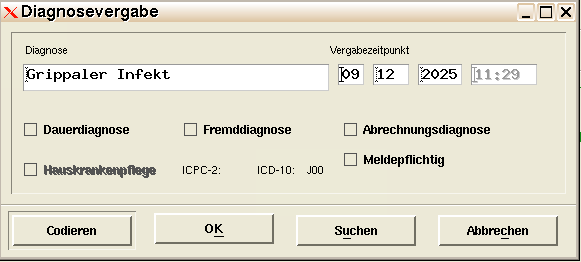 Diagnosevergabe
Diagnose Vergabezeitpunkt
Grippaler Infekt 09 12 2025 11:29
Dauerdiagnose Fremddiagnose Abrechnungsdiagnose
Meldepflichtig
Hauskrankenpflege ICPC-2: ICD-10: J00
Codieren OK Suchen Abbrechen